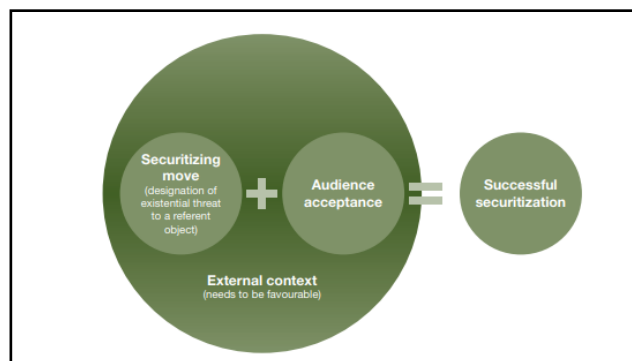 Securitizing
move
(designation of
existential threat
to a referent
object)
+
Audience
acceptance
=
Successful
securitization
External context
(needs to be favourable)